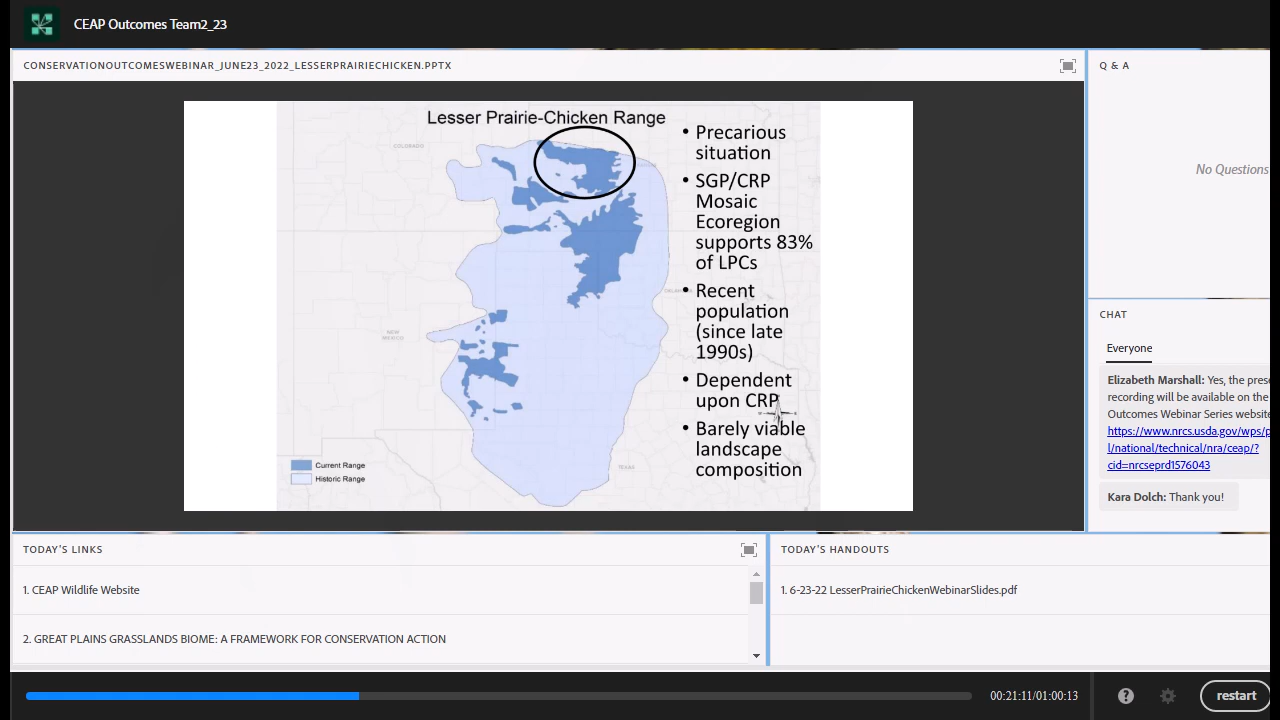 CEAP Outcomes Team2_23
CONSERVATIONOUTCOMESWEBINAR_JUNE23_2022_LESSERPRAIRIECHICKEN.PPTX
Lesser Prairie-Chicken Range
COLORADO
NEW
MEXICO
TEXAS
Current Range
Historic Range
• Precarious
situation
• SGP/CRP
Mosaic
Ecoregion
supports 83%
of LPCs
• Recent
population
(since late
1990s)
• Dependent
upon CRP
• Barely viable
landscape
composition
Q & A
No Questions
CHAT
Everyone
Elizabeth Marshall: Yes, the prese
recording will be available on the
Outcomes Webinar Series website
https://www.nrcs.usda.gov/wps/p
l/national/technical/nra/ceap/?
cid=nrcseprd1576043
Kara Dolch: Thank you!
TODAY'S LINKS
1. CEAP Wildlife Website
2. GREAT PLAINS GRASSLANDS BIOME: A FRAMEWORK FOR CONSERVATION ACTION
TODAY'S HANDOUTS
1. 6-23-22 LesserPrairieChickenWebinarSlides.pdf
00:21:11/01:00:13
?
restart